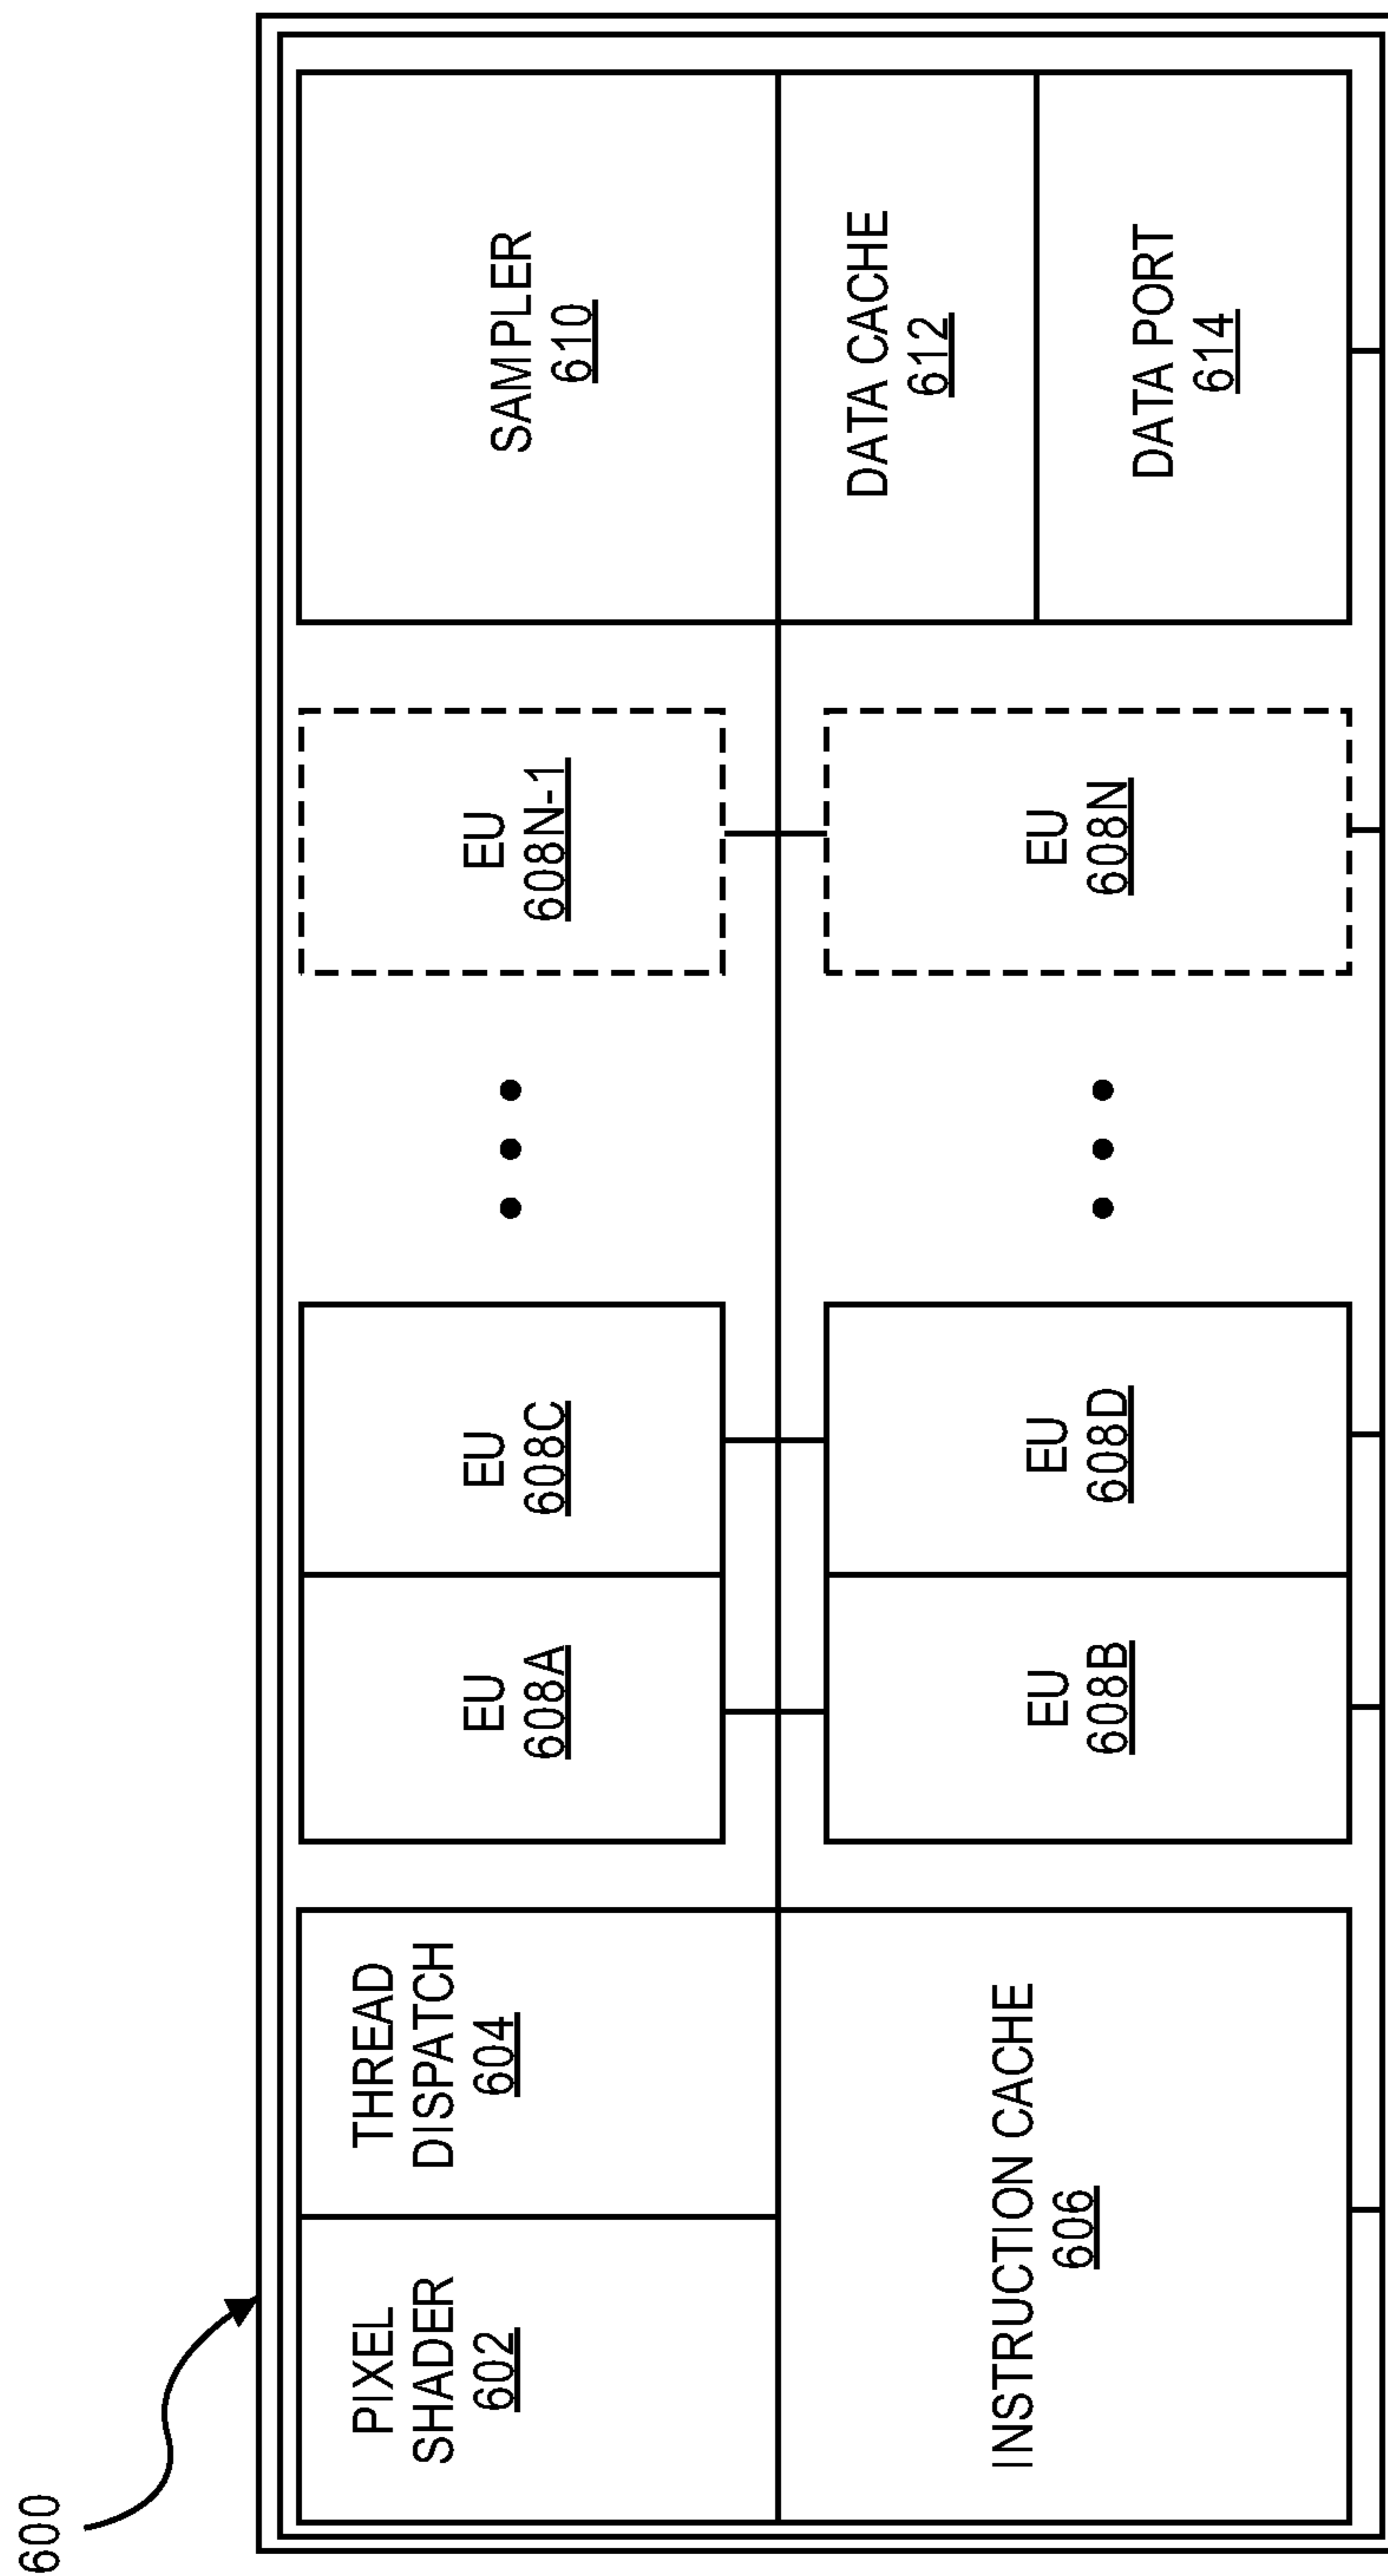 600
PIXEL
SHADER
602
THREAD
DISPATCH
604
INSTRUCTION CACHE
606
EU
608A
EU
608C
EU
608B
EU
608D
EU
608N-1
EU
608N
SAMPLER
610
DATA CACHE
612
DATA PORT
614